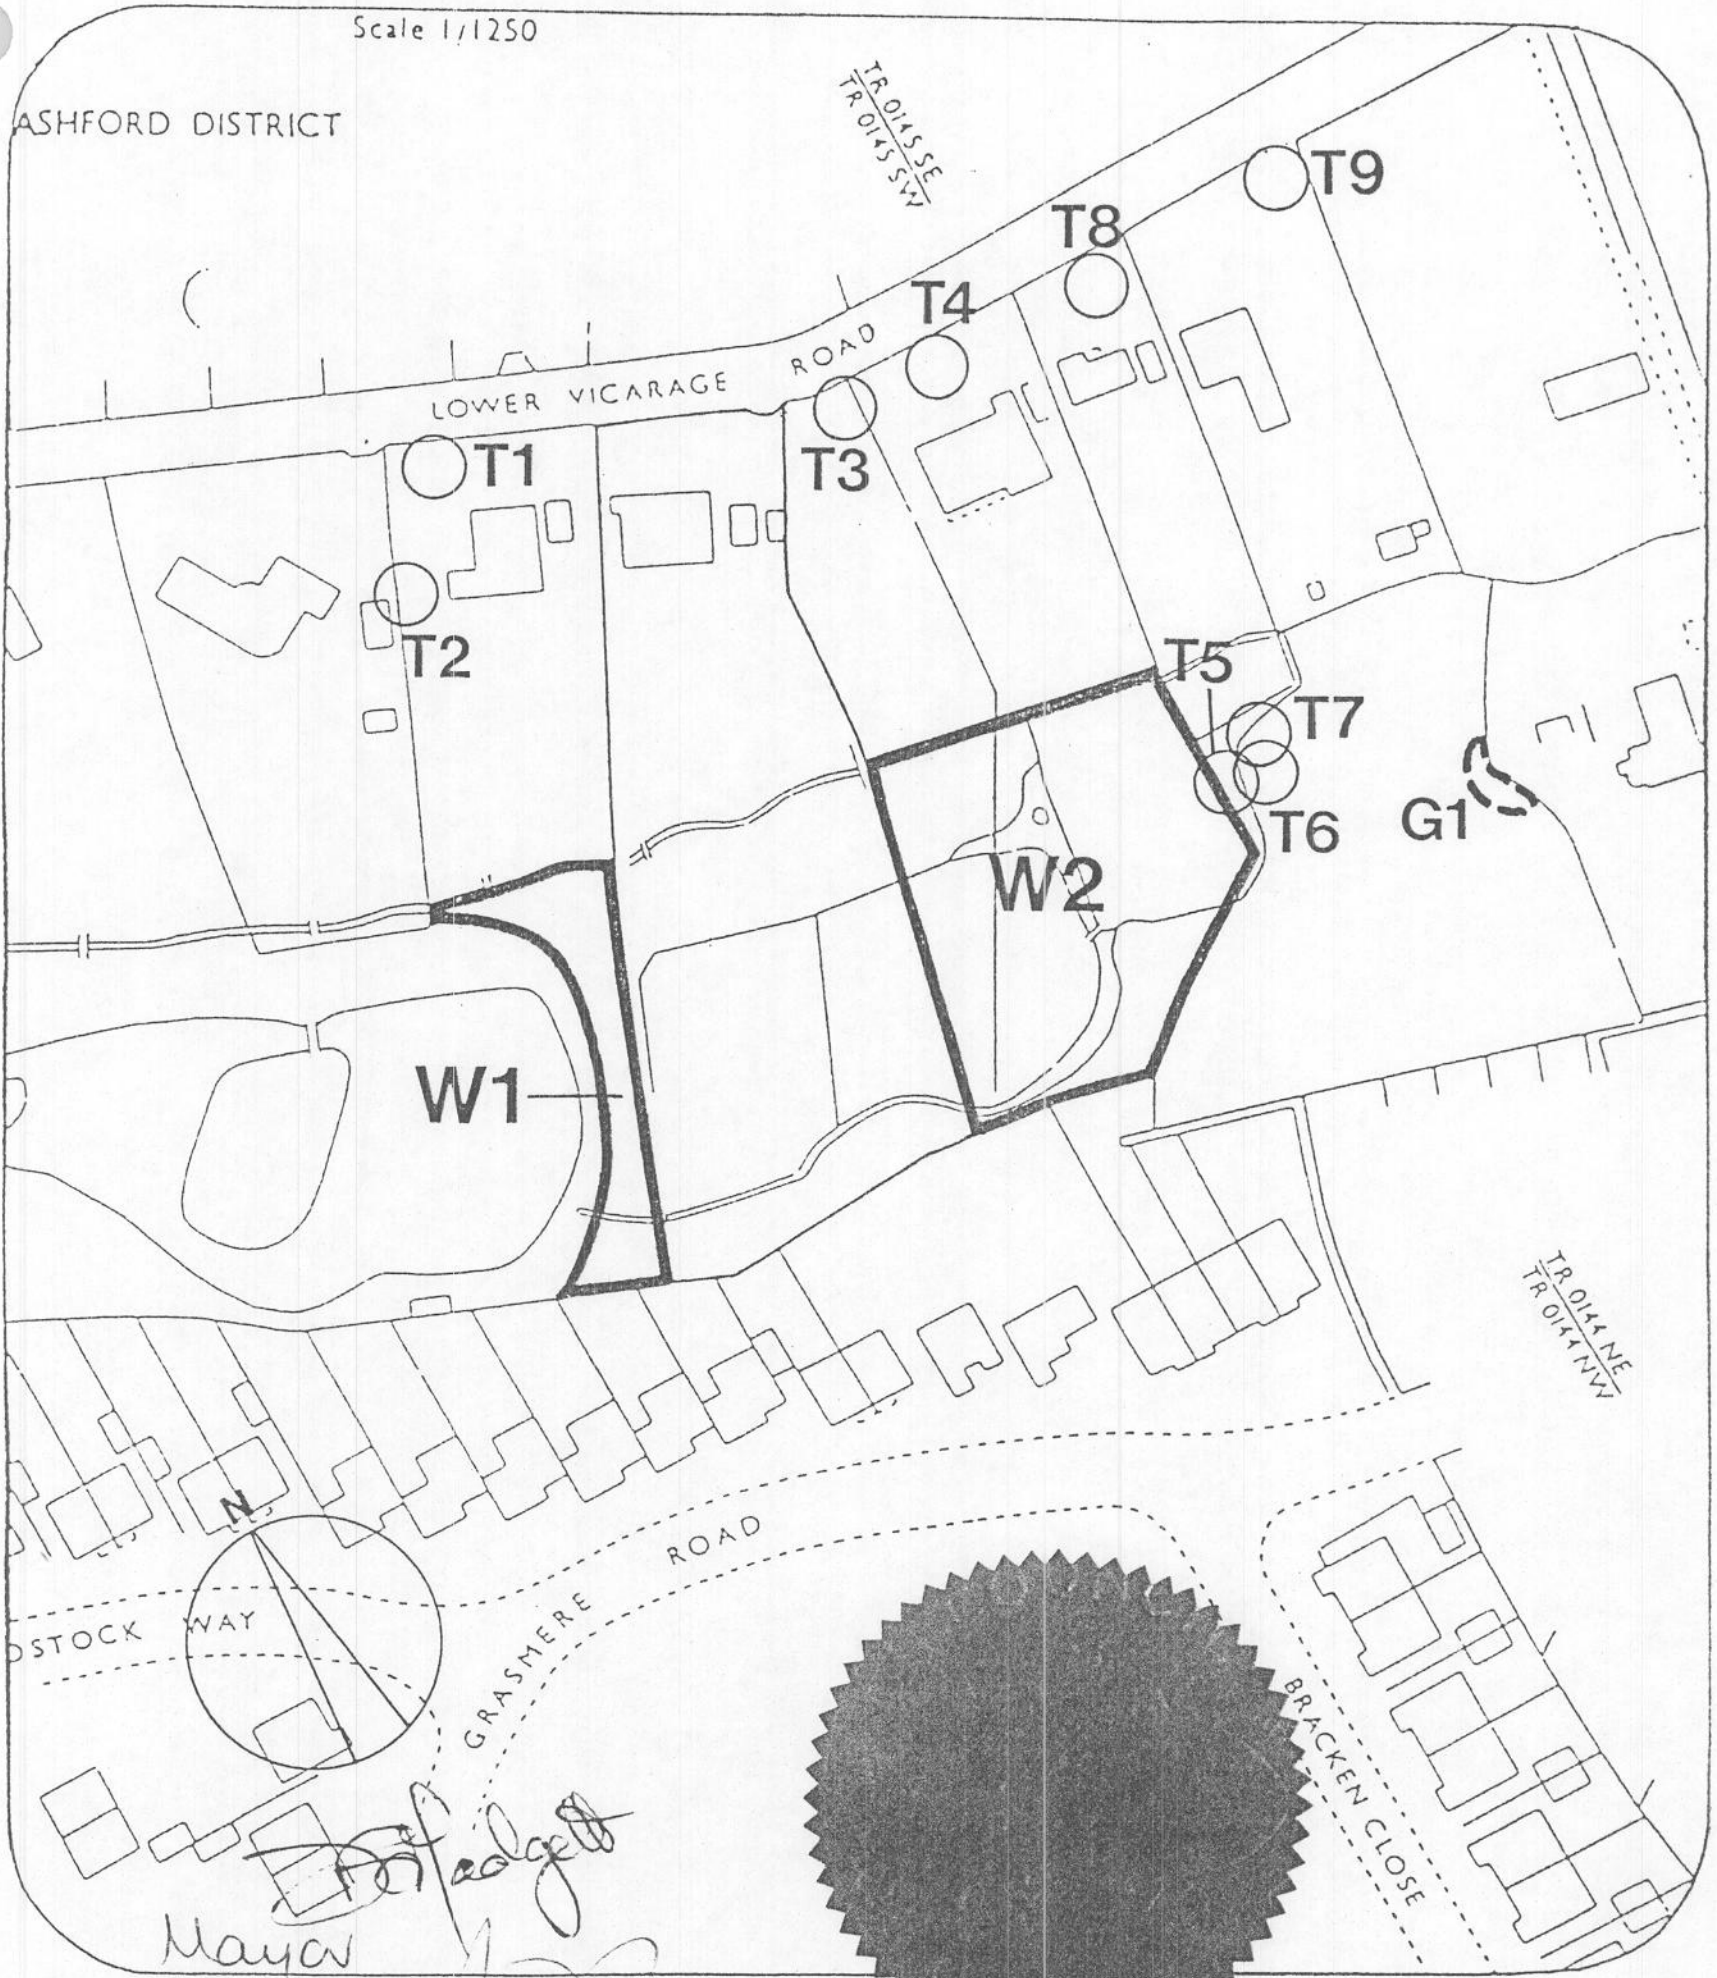 Scale 1/1250
ASHFORD DISTRICT
TR 0145 SE
TR 0145 SW
T9
T8
T4
LOWER VICARAGE ROAD
T1
T3
T2
T5
T7
T6
G1
W2
W1
TR 0144 NE
TR 0144 NW
N
GRASMERE ROAD
OSTOCK WAY
BRACKEN CLOSE
Mayor